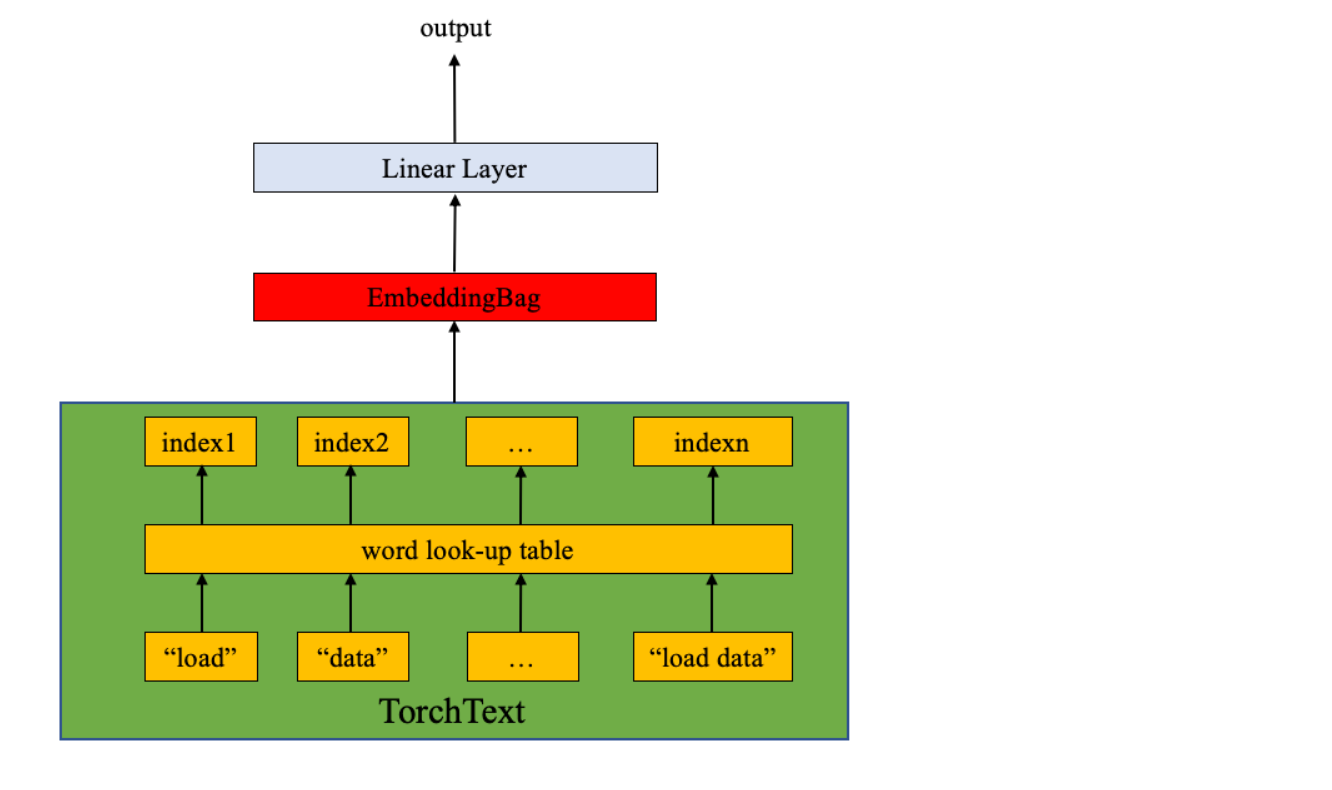 output
Linear Layer
EmbeddingBag
index1 index2 … indexn
word look-up table
“load” “data” … “load data”
TorchText